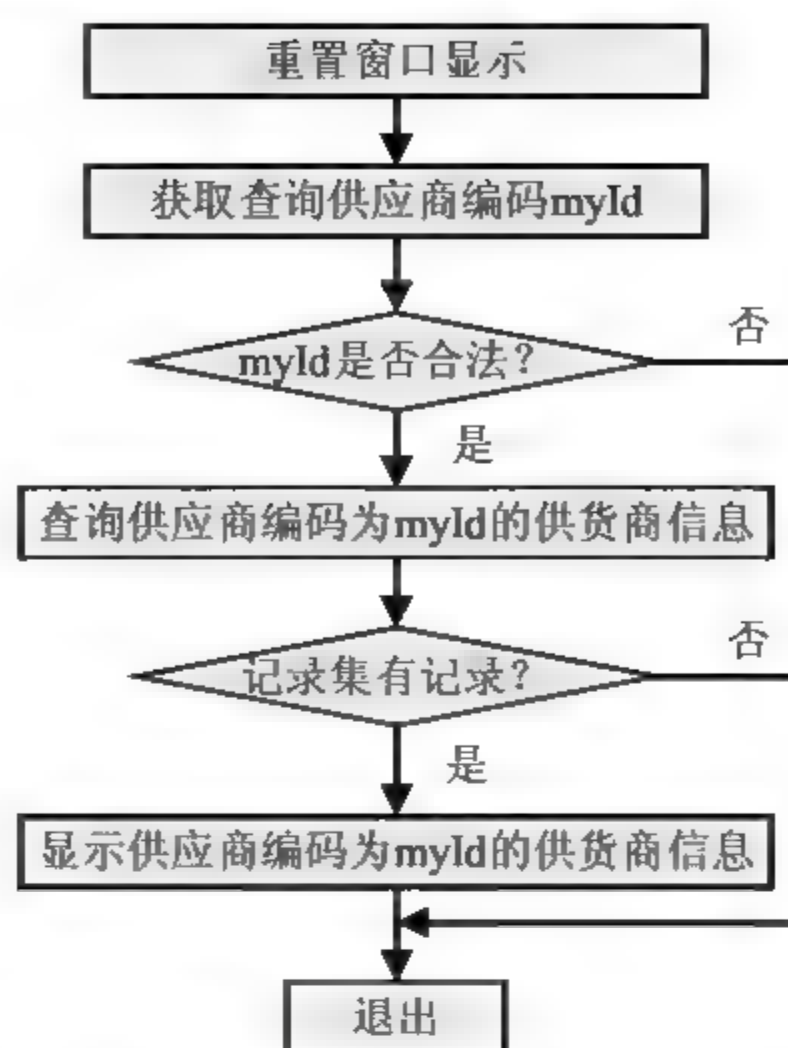 重置窗口显示
获取查询供应商编码myId
myId是否合法?
否
是
查询供应商编码为myId的供货商信息
记录集有记录?
否
是
显示供应商编码为myId的供货商信息
退出